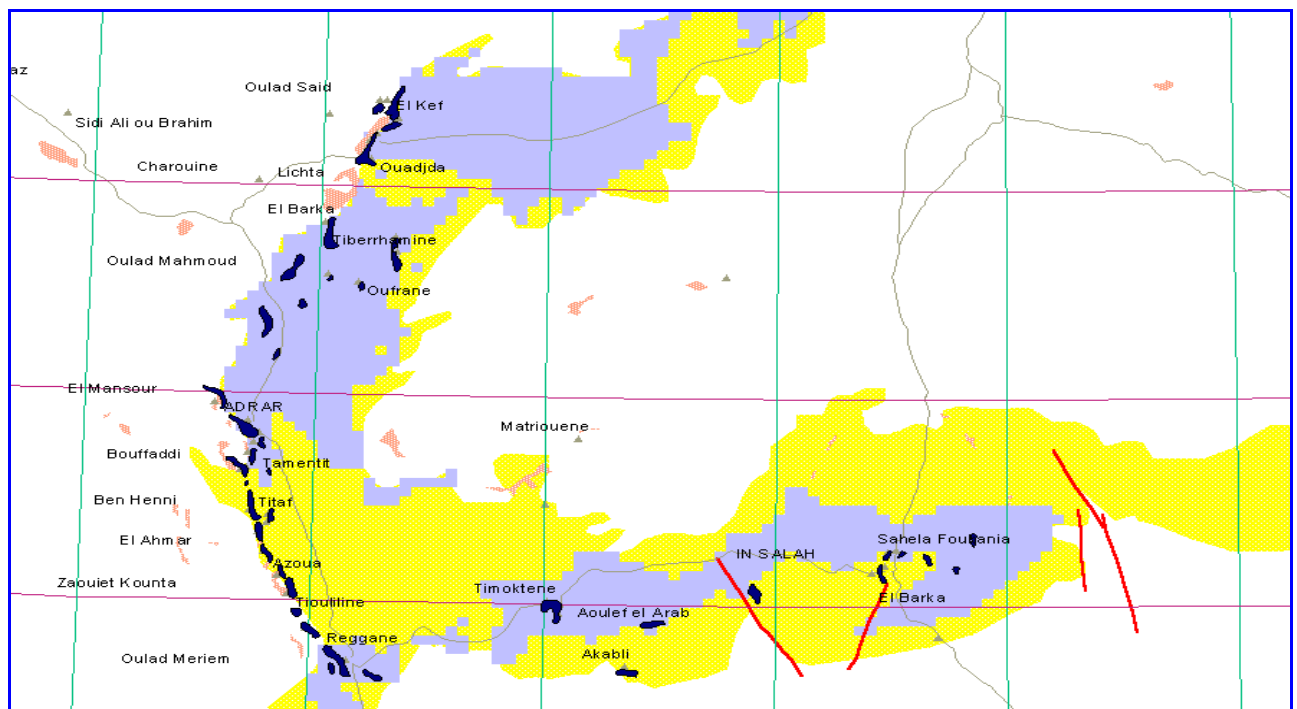 az
Oulad Said
El Kef
Sidi Ali ou Brahim
Charouine
Lichta
Ouadjda
El Barka
Tiberrhamine
Oulad Mahmoud
Oufrane
El Mansour
ADRAR
Matriouene
Bouffaddi
Tamentit
Ben Henni
Titaf
El Ahmar
Sahela Foukania
IN SALAH
Azoua
Zaouiet Kounta
Timoktene
El Barka
Tiouliline
Aoulef el Arab
Reggane
Oulad Meriem
Akabli